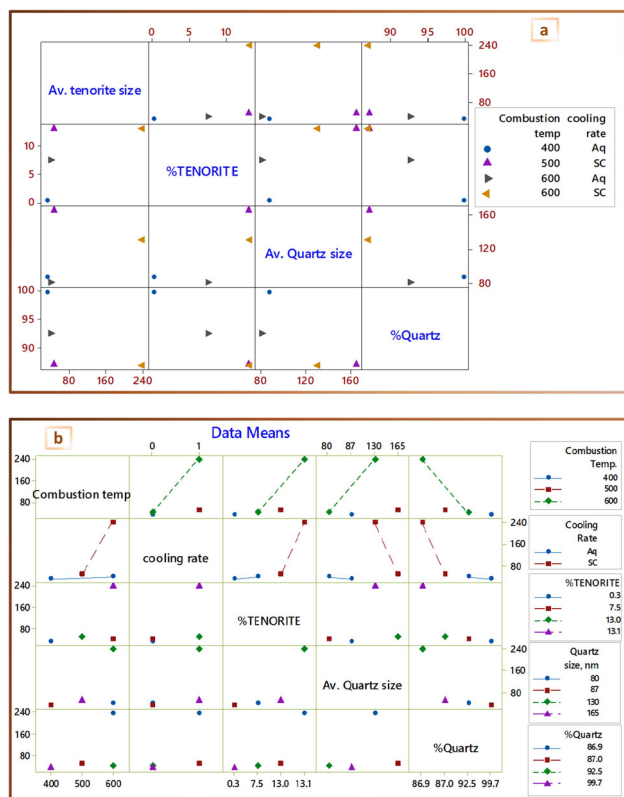 a
0 10 90 95 100
Av. tenorite size
240
160
80
%TENORITE
10
5
0
Av. Quartz size
160
120
80
%Quartz
100
95
90
80 160 240 80 160
Combustion cooling
temp rate
400 Aq
500 SC
600 Aq
600 SC
b
Data Means
0 1 80 87 130 165
240
80
Combustion temp
cooling rate
240
160
80
240
80
%TENORITE
Av. Quartz size
240
160
80
240
80
%Quartz
400 500 600 0.3 7.5 13.0 13.1 86.9 87.0 92.5 99.7
Combustion
Temp.
400
500
600
Cooling
Rate
Aq
SC
%TENORITE
0.3
7.5
13.0
13.1
Quartz
size, nm
80
87
130
165
%Quartz
86.9
87.0
92.5
99.7